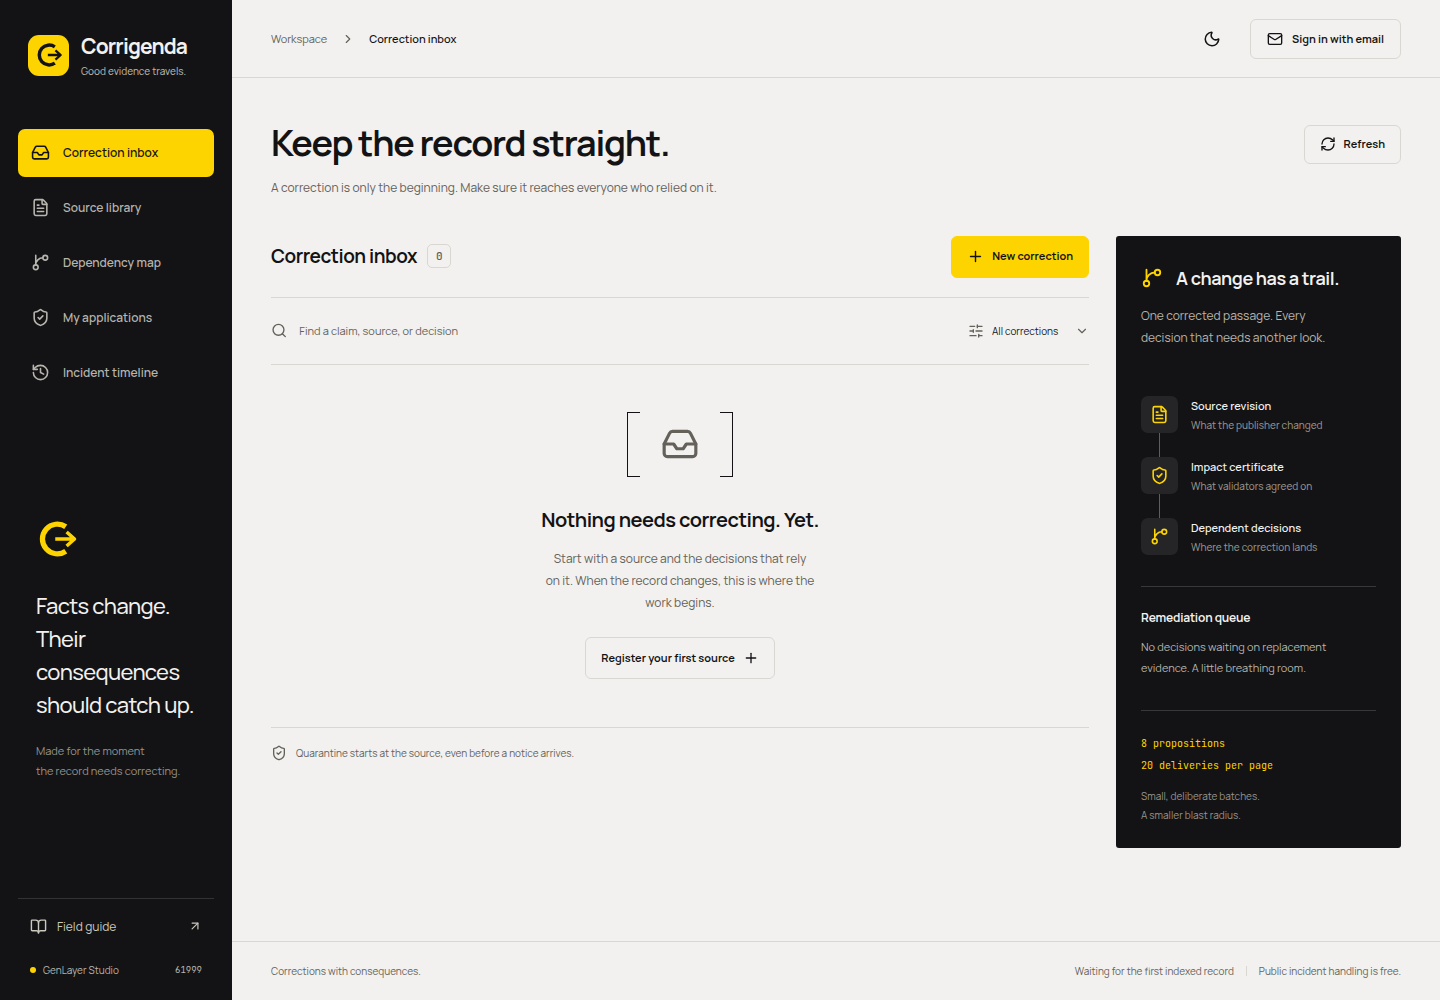 Corrigenda
Good evidence travels.
Correction inbox
Source library
Dependency map
My applications
Incident timeline
Facts change.
Their
consequences
should catch up.
Made for the moment
the record needs correcting.
Field guide
GenLayer Studio 61999
Workspace Correction inbox
Sign in with email
Keep the record straight.
A correction is only the beginning. Make sure it reaches everyone who relied on it.
Refresh
Correction inbox 0
New correction
Find a claim, source, or decision
All corrections
Nothing needs correcting. Yet.
Start with a source and the decisions that rely
on it. When the record changes, this is where the
work begins.
Register your first source
Quarantine starts at the source, even before a notice arrives.
A change has a trail.
One corrected passage. Every
decision that needs another look.
Source revision
What the publisher changed
Impact certificate
What validators agreed on
Dependent decisions
Where the correction lands
Remediation queue
No decisions waiting on replacement
evidence. A little breathing room.
8 propositions
20 deliveries per page
Small, deliberate batches.
A smaller blast radius.
Corrections with consequences.
Waiting for the first indexed record
Public incident handling is free.